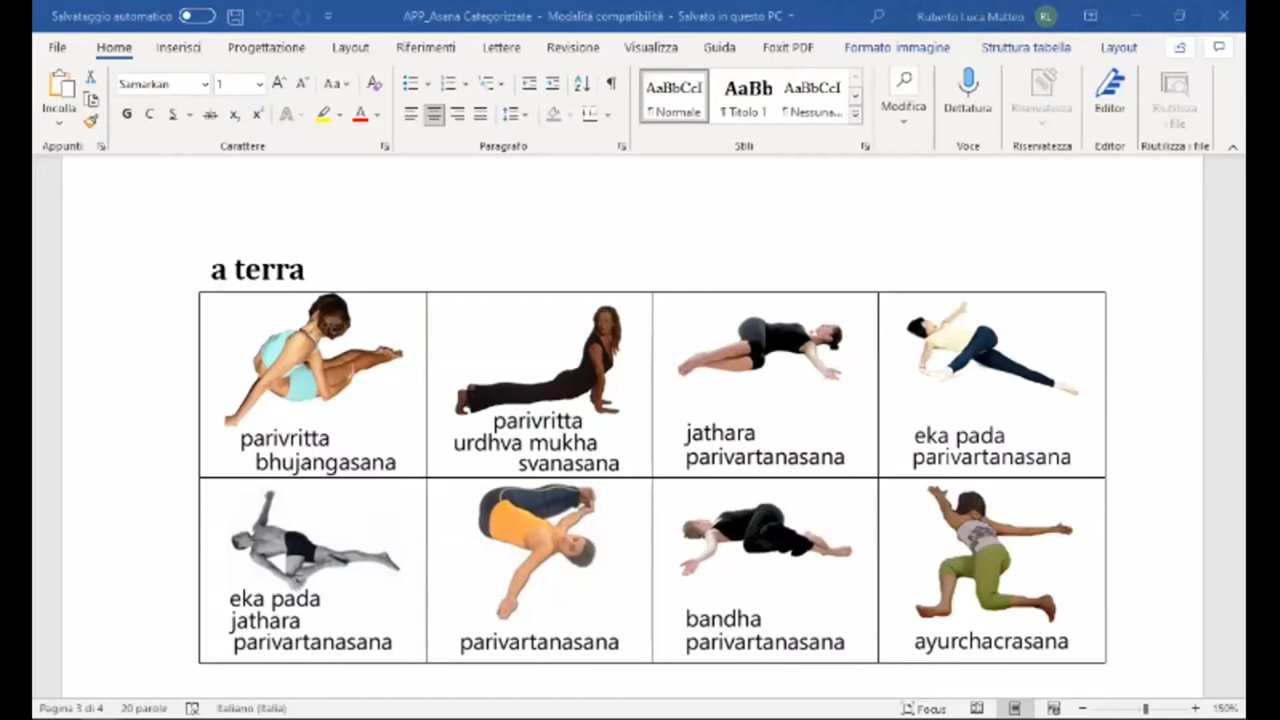 Salvataggio automatico
APP_Asana Categorizzate - Modalità compatibilità - Salvato in questo PC
Ruberto Luca Matteo RL
File Home Inserisci Progettazione Layout Riferimenti Lettere Revisione Visualizza Guida Foxit PDF Formato immagine Struttura tabella Layout
Incolla
Samarkan 1
G C S ab
AaBbCcI AaBb AaBbCcI
¶ Normale ¶ Titolo 1 ¶ Nessuna...
Modifica
Dettatura
Riservatezza
Editor
Riutilizza
i file
Appunti Carattere Paragrafo Stili Voce Riservatezza Editor Riutilizza i file
a terra
parivritta
bhujangasana
parivritta
urdhva mukha
svanasana
jathara
parivartanasana
eka pada
parivartanasana
eka pada
jathara
parivartanasana
parivartanasana
bandha
parivartanasana
ayurchacrasana
Pagina 3 di 4 20 parole Italiano (Italia) Focus 150%